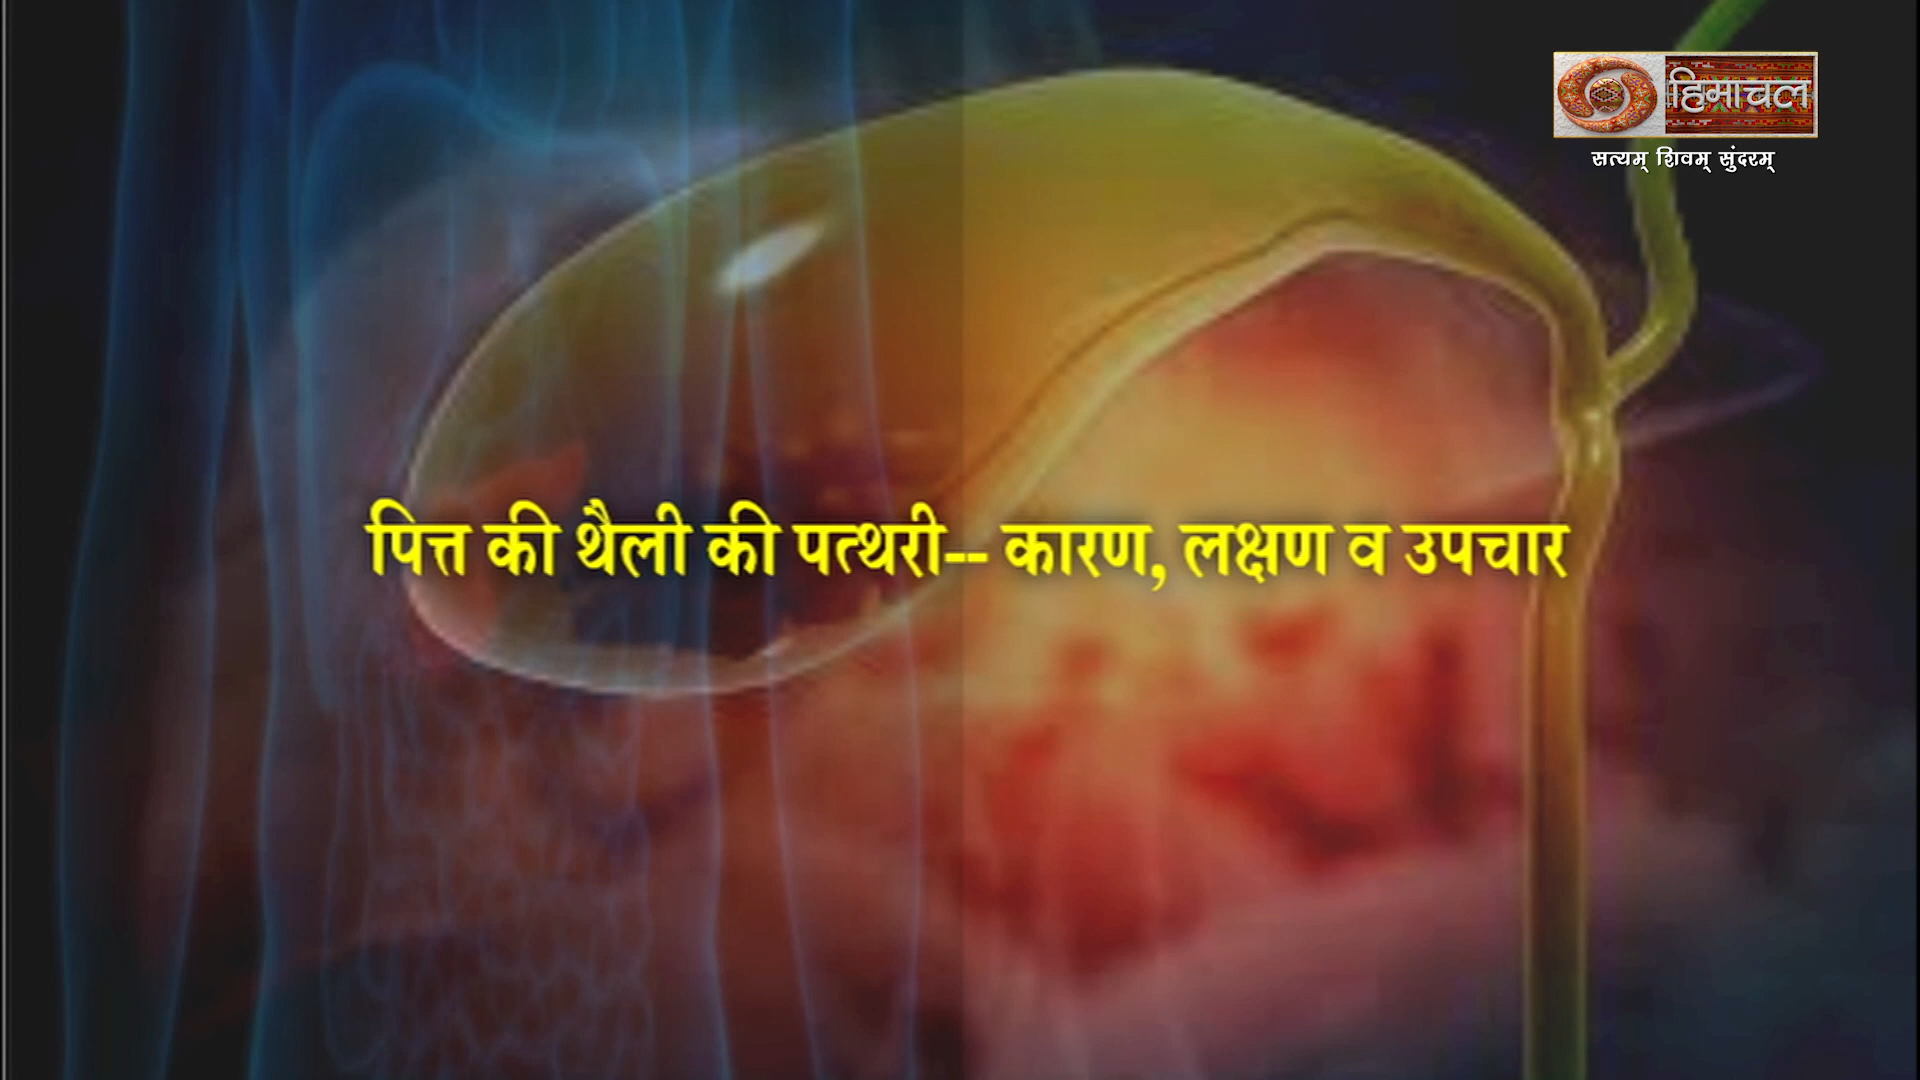 हिमाचल
सत्यम् शिवम् सुंदरम्
पित्त की थैली की पत्थरी-- कारण, लक्षण व उपचार